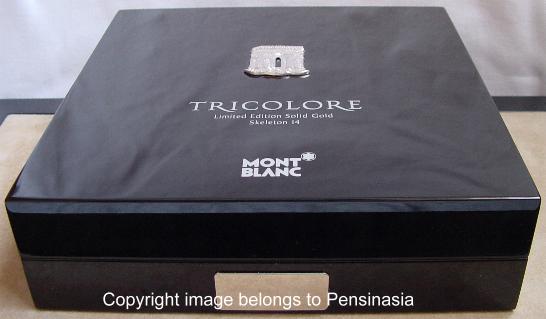 TRICOLORE
Limited Edition Solid Gold
Skeleton 14
MONT
BLANC
Copyright image belongs to Pensinasia